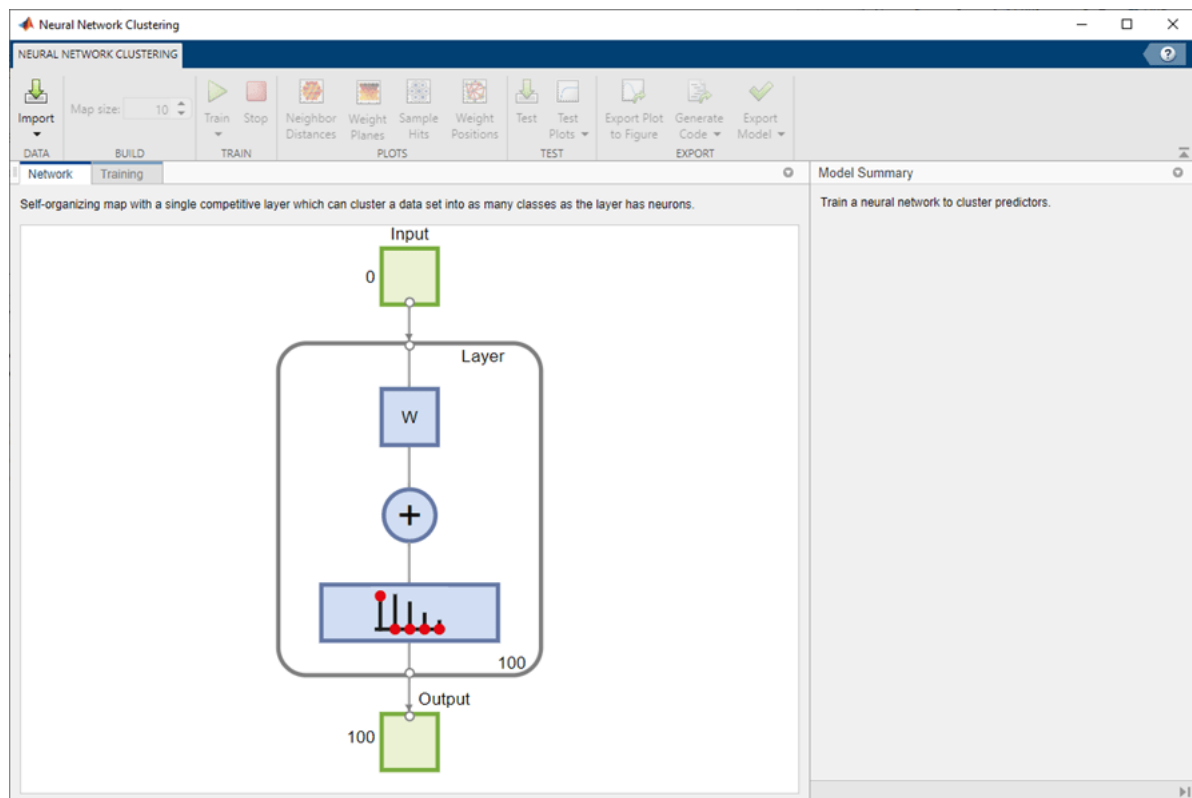 Neural Network Clustering
NEURAL NETWORK CLUSTERING
?
Import
Map size: 10
Train
Stop
Neighbor
Distances
Weight
Planes
Sample
Hits
Weight
Positions
Test
Test
Plots
Export Plot
to Figure
Generate
Code
Export
Model
DATA
BUILD
TRAIN
PLOTS
TEST
EXPORT
Network
Training
Model Summary
Self-organizing map with a single competitive layer which can cluster a data set into as many classes as the layer has neurons.
Train a neural network to cluster predictors.
Input
0
Layer
W
+
100
Output
100